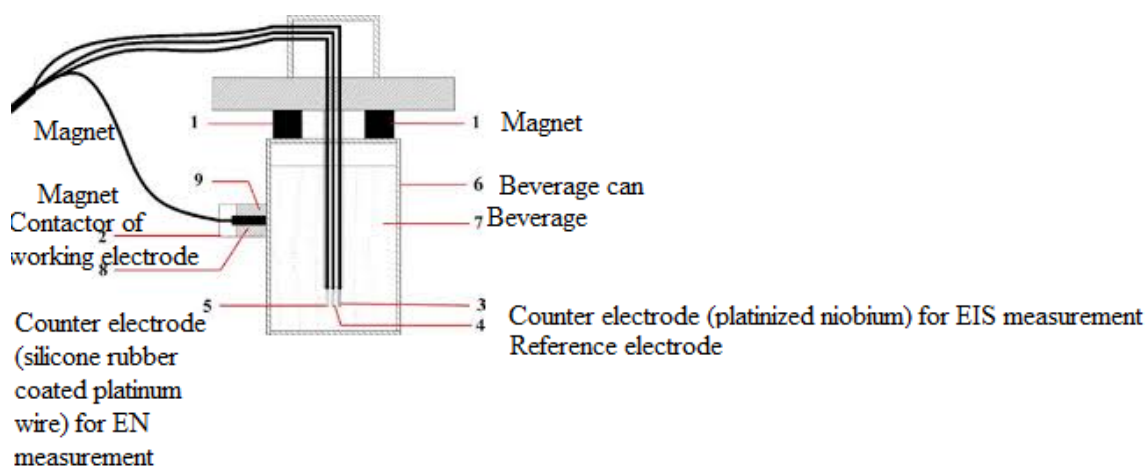 Magnet
1
1 Magnet
Magnet
9
6 Beverage can
Contactor of
2
7 Beverage
working electrode
8
5
3
4
Counter electrode
(silicone rubber
coated platinum
wire) for EN
measurement
Counter electrode (platinized niobium) for EIS measurement
Reference electrode